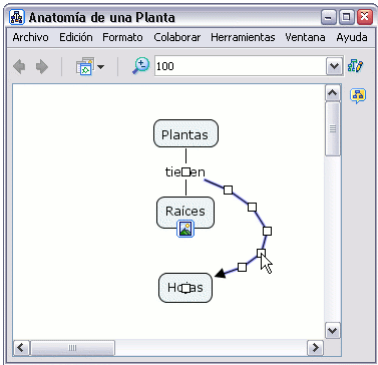 Anatomía de una Planta
Archivo Edición Formato Colaborar Herramientas Ventana Ayuda
100
Plantas
tienen
Raíces
Hojas